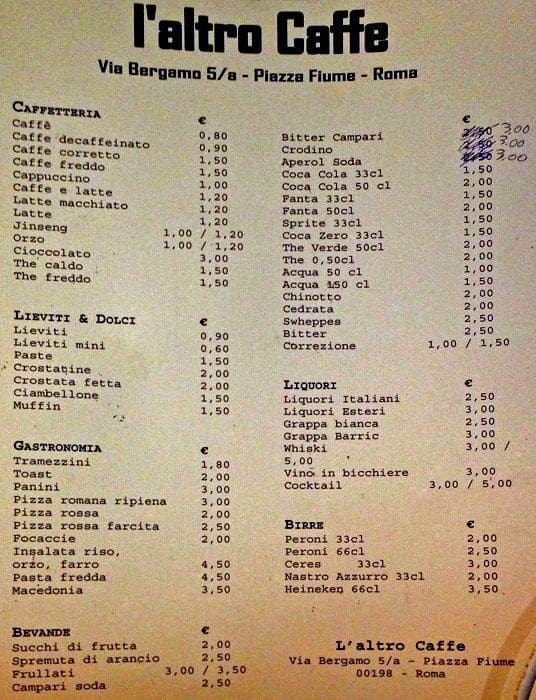 l'altro Caffe
Via Bergamo 5/a - Piazza Fiume - Roma
CAFFETTERIA €
Caffè 0,80
Caffe decaffeinato 0,90
Caffe corretto 1,50
Caffe freddo 1,50
Cappuccino 1,00
Caffe e latte 1,20
Latte macchiato 1,20
Latte 1,20
Jinseng 1,00 / 1,20
Orzo 1,00 / 1,20
Cioccolato 3,00
The caldo 1,50
The freddo 1,50
LIEVITI & DOLCI €
Lieviti 0,90
Lieviti mini 0,60
Paste 1,50
Crostatine 2,00
Crostata fetta 2,00
Ciambellone 1,50
Muffin 1,50
GASTRONOMIA €
Tramezzini 1,80
Toast 2,00
Panini 3,00
Pizza romana ripiena 3,00
Pizza rossa 2,00
Pizza rossa farcita 2,50
Focaccie 2,00
Insalata riso,
orzo, farro 4,50
Pasta fredda 4,50
Macedonia 3,50
BEVANDE €
Succhi di frutta 2,00
Spremuta di arancio 2,50
Frullati 3,00 / 3,50
Campari soda 2,50
€
Bitter Campari 3,00
Crodino 3,00
Aperol Soda 3,00
Coca Cola 33cl 1,50
Coca Cola 50 cl 2,00
Fanta 33cl 1,50
Fanta 50cl 2,00
Sprite 33cl 1,50
Coca Zero 33cl 1,50
The Verde 50cl 2,00
The 0,50cl 2,00
Acqua 50 cl 1,00
Acqua 150 cl 1,50
Chinotto 2,00
Cedrata 2,00
Swheppes 2,50
Bitter 2,50
Correzione 1,00 / 1,50
LIQUORI €
Liquori Italiani 2,50
Liquori Esteri 3,00
Grappa bianca 2,50
Grappa Barric 3,00
Whiski 3,00 /
5,00
Vino in bicchiere 3,00
Cocktail 3,00 / 5,00
BIRRE €
Peroni 33cl 2,00
Peroni 66cl 2,50
Ceres 33cl 3,00
Nastro Azzurro 33cl 2,00
Heineken 66cl 3,50
L'altro Caffe
Via Bergamo 5/a - Piazza Fiume
00198 - Roma